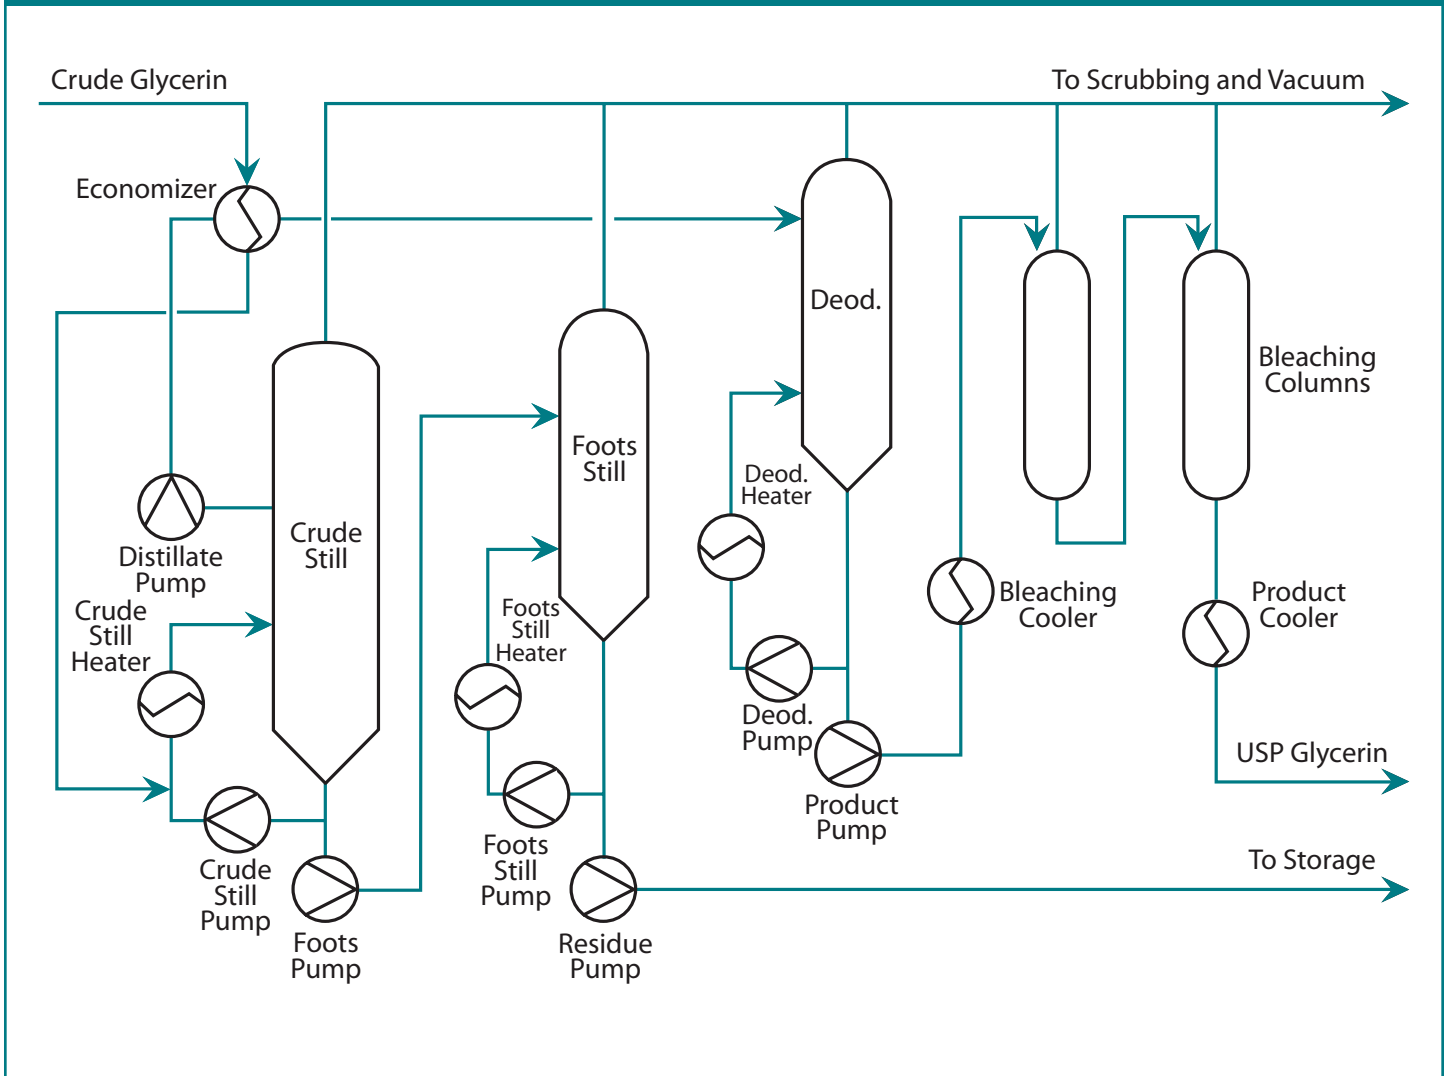 Crude Glycerin
To Scrubbing and Vacuum
Economizer
Deod.
Bleaching
Columns
Foots
Still
Deod.
Heater
Crude
Still
Distillate
Pump
Crude
Still
Heater
Foots
Still
Heater
Bleaching
Cooler
Product
Cooler
Deod.
Pump
USP Glycerin
Product
Pump
Foots
Still
Pump
To Storage
Crude
Still
Pump
Foots
Pump
Residue
Pump